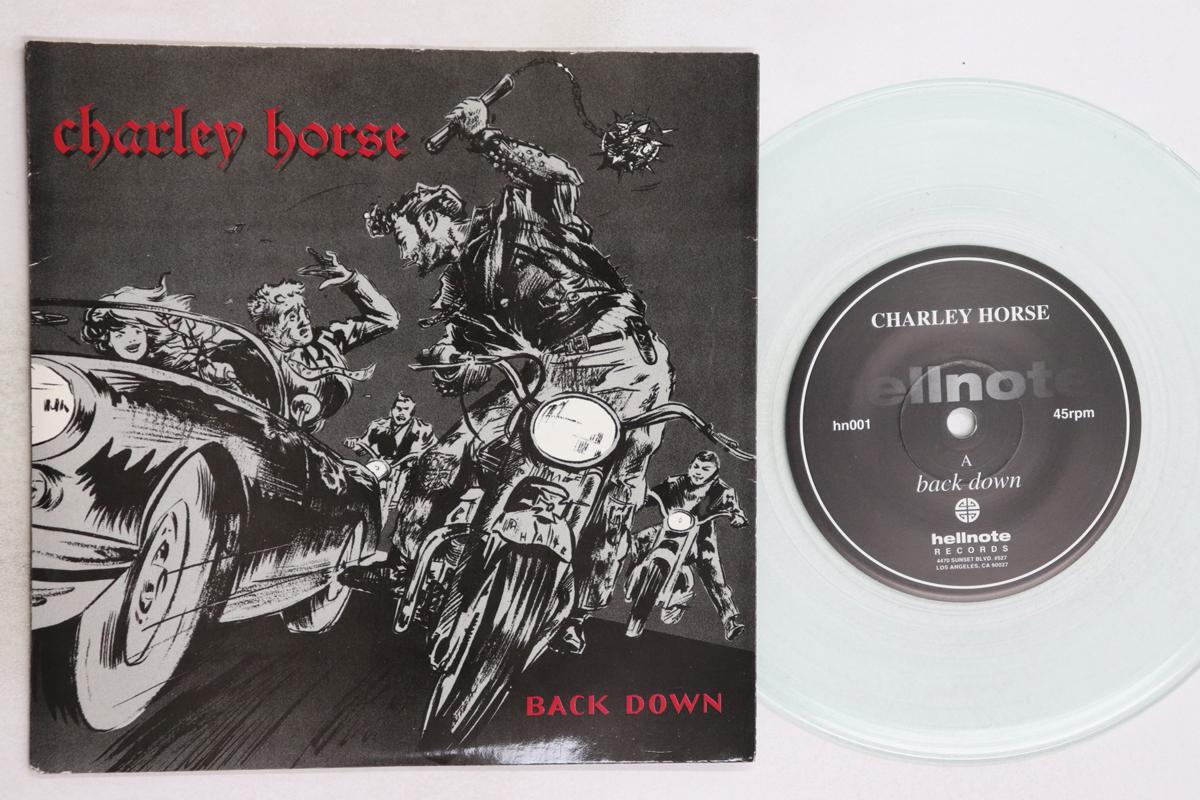 charley horse
BACK DOWN
CHARLEY HORSE
ellnot
hn001
45rpm
A
back down
hellnote
RECORDS
4470 SUNSET BLVD. #527
LOS ANGELES, CA 90027